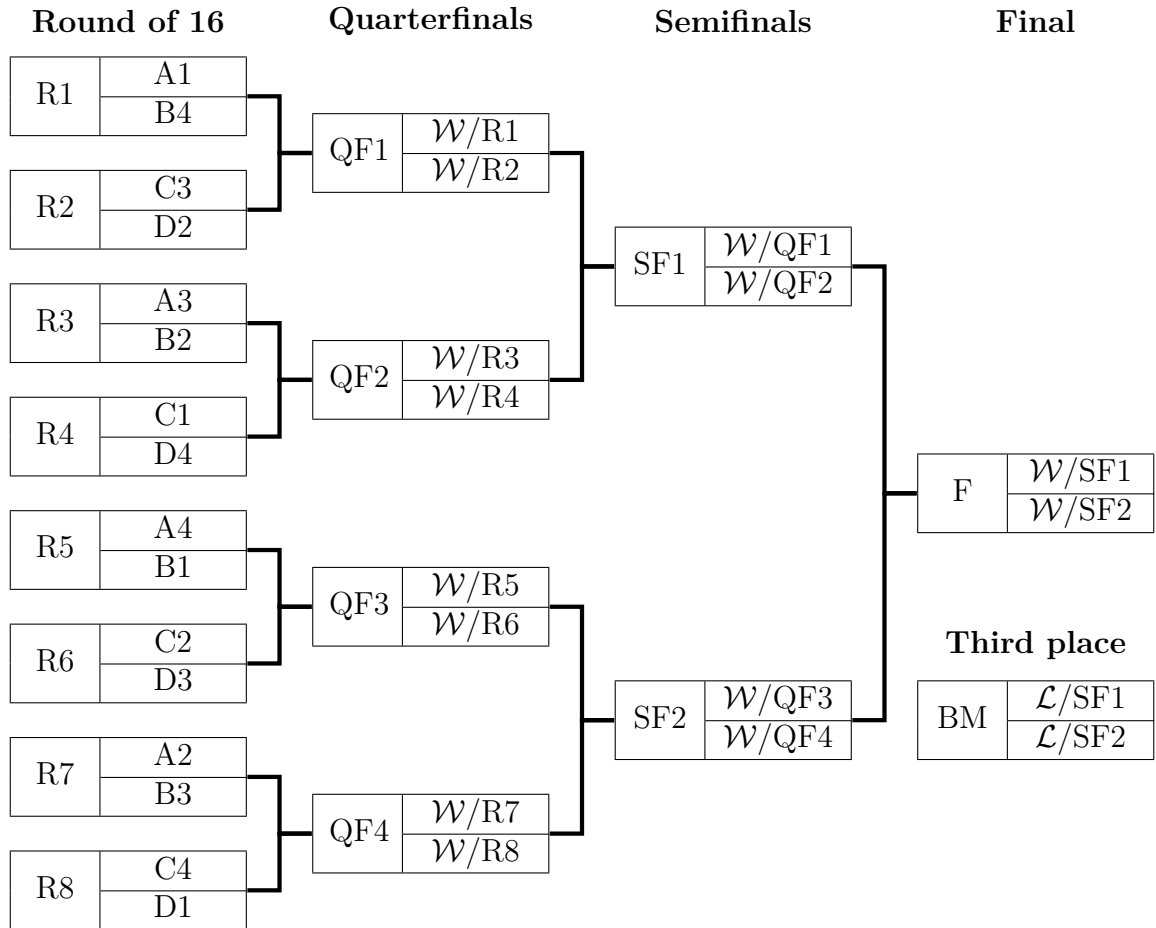 Round of 16
Quarterfinals
Semifinals
Final
R1
A1
B4
R2
C3
D2
R3
A3
B2
R4
C1
D4
R5
A4
B1
R6
C2
D3
R7
A2
B3
R8
C4
D1
QF1
𝒲/R1
𝒲/R2
QF2
𝒲/R3
𝒲/R4
QF3
𝒲/R5
𝒲/R6
QF4
𝒲/R7
𝒲/R8
SF1
𝒲/QF1
𝒲/QF2
SF2
𝒲/QF3
𝒲/QF4
F
𝒲/SF1
𝒲/SF2
Third place
BM
ℒ/SF1
ℒ/SF2